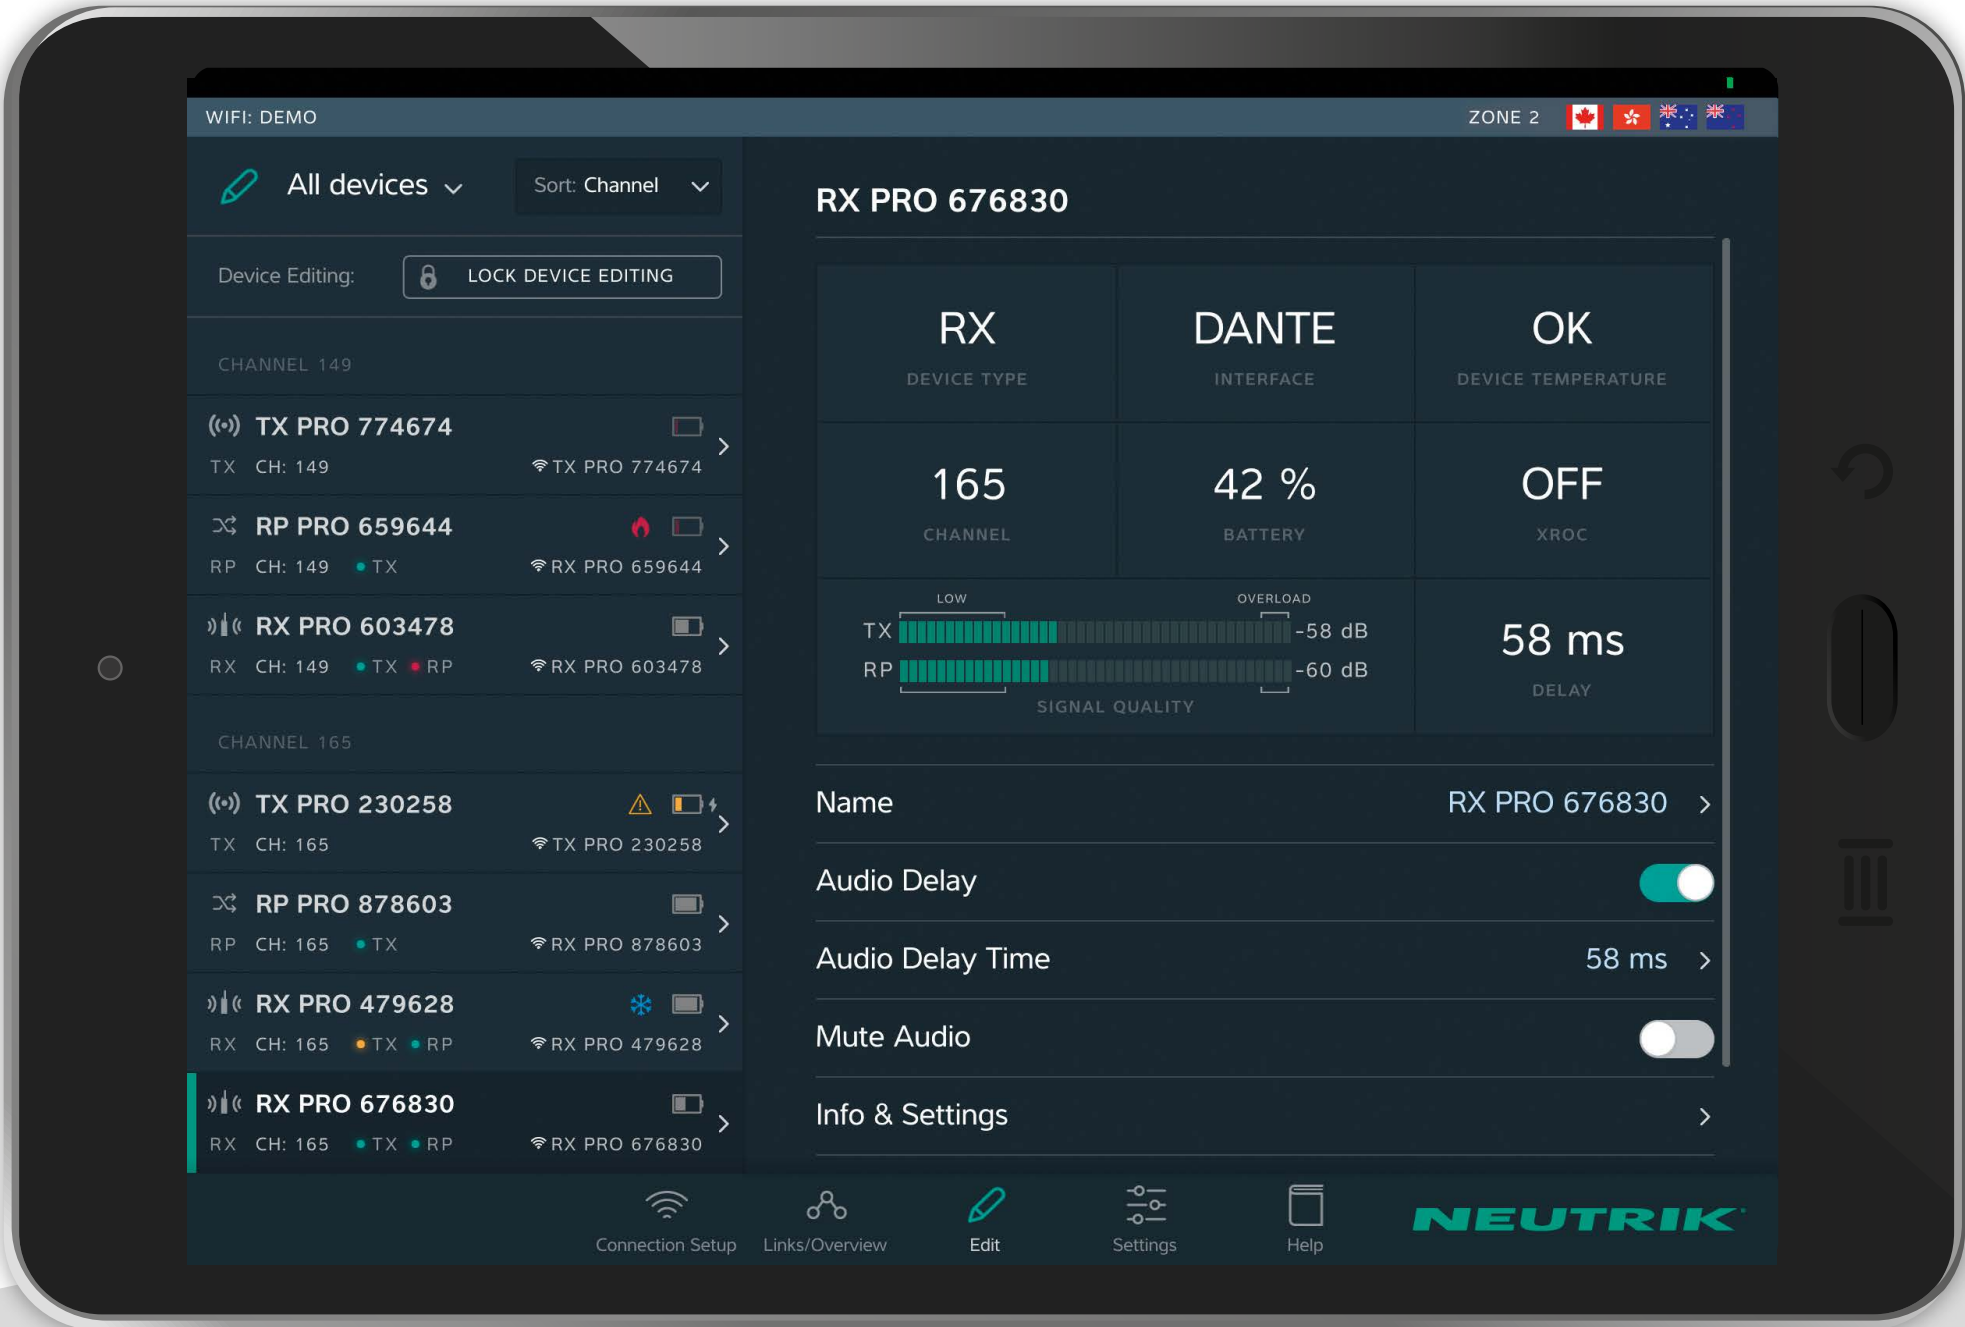 WIFI: DEMO
ZONE 2
All devices
Sort: Channel
Device Editing:
LOCK DEVICE EDITING
CHANNEL 149
TX PRO 774674
TX CH: 149 TX PRO 774674
RP PRO 659644
RP CH: 149 TX RX PRO 659644
RX PRO 603478
RX CH: 149 TX RP RX PRO 603478
CHANNEL 165
TX PRO 230258
TX CH: 165 TX PRO 230258
RP PRO 878603
RP CH: 165 TX RX PRO 878603
RX PRO 479628
RX CH: 165 TX RP RX PRO 479628
RX PRO 676830
RX CH: 165 TX RP RX PRO 676830
RX PRO 676830
RX
DEVICE TYPE
DANTE
INTERFACE
OK
DEVICE TEMPERATURE
165
CHANNEL
42 %
BATTERY
OFF
XROC
LOW OVERLOAD
TX -58 dB
RP -60 dB
SIGNAL QUALITY
58 ms
DELAY
Name RX PRO 676830
Audio Delay
Audio Delay Time 58 ms
Mute Audio
Info & Settings
Connection Setup
Links/Overview
Edit
Settings
Help
NEUTRIK